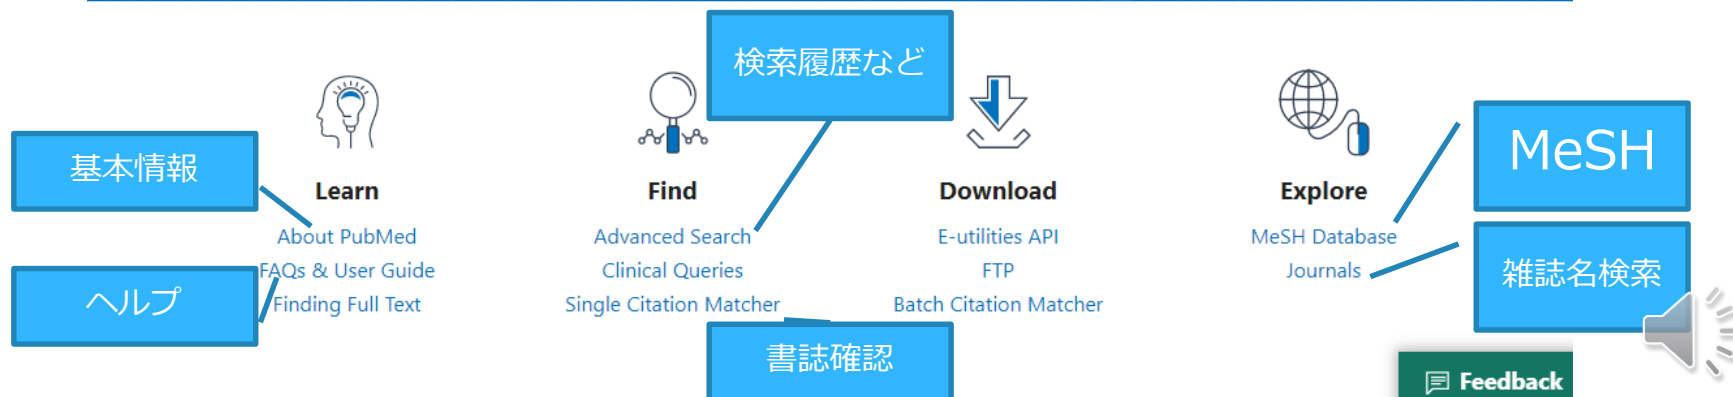 検索履歴など
基本情報
MeSH
Learn
Find
Download
Explore
About PubMed
Advanced Search
E-utilities API
MeSH Database
FAQs & User Guide
Clinical Queries
FTP
Journals
雑誌名検索
ヘルプ
Finding Full Text
Single Citation Matcher
Batch Citation Matcher
書誌確認
Feedback